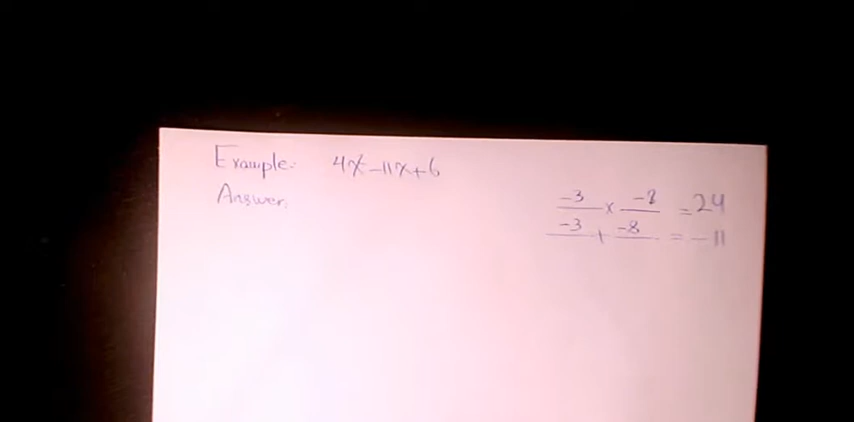 Example: 4x² - 11x + 6
Answer:
-3 × -8 = 24
-3 + -8 = -11